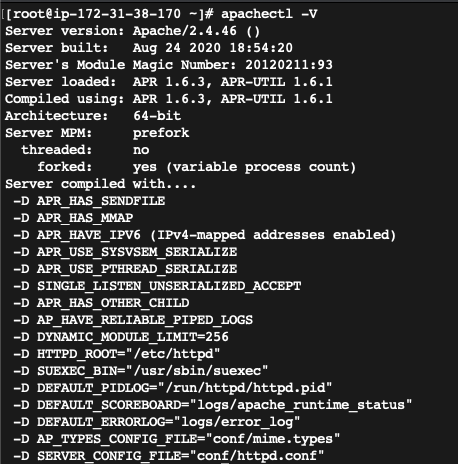 [[root@ip-172-31-38-170 ~]# apachectl -V
Server version: Apache/2.4.46 ()
Server built:   Aug 24 2020 18:54:20
Server's Module Magic Number: 20120211:93
Server loaded:  APR 1.6.3, APR-UTIL 1.6.1
Compiled using: APR 1.6.3, APR-UTIL 1.6.1
Architecture:   64-bit
Server MPM:     prefork
  threaded:     no
    forked:     yes (variable process count)
Server compiled with....
 -D APR_HAS_SENDFILE
 -D APR_HAS_MMAP
 -D APR_HAVE_IPV6 (IPv4-mapped addresses enabled)
 -D APR_USE_SYSVSEM_SERIALIZE
 -D APR_USE_PTHREAD_SERIALIZE
 -D SINGLE_LISTEN_UNSERIALIZED_ACCEPT
 -D APR_HAS_OTHER_CHILD
 -D AP_HAVE_RELIABLE_PIPED_LOGS
 -D DYNAMIC_MODULE_LIMIT=256
 -D HTTPD_ROOT="/etc/httpd"
 -D SUEXEC_BIN="/usr/sbin/suexec"
 -D DEFAULT_PIDLOG="/run/httpd/httpd.pid"
 -D DEFAULT_SCOREBOARD="logs/apache_runtime_status"
 -D DEFAULT_ERRORLOG="logs/error_log"
 -D AP_TYPES_CONFIG_FILE="conf/mime.types"
 -D SERVER_CONFIG_FILE="conf/httpd.conf"